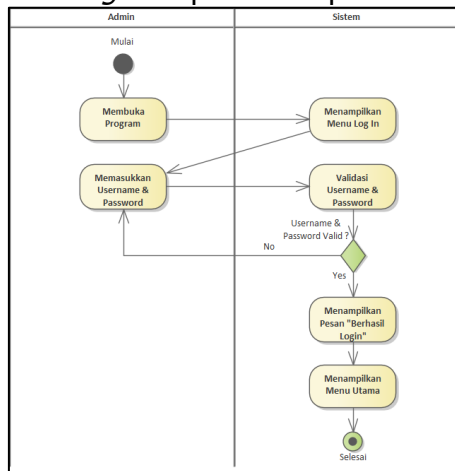 Admin
Sistem
Mulai
Membuka
Program
Menampilkan
Menu Log In
Memasukkan
Username &
Password
Validasi
Username &
Password
Username &
Password Valid ?
No
Yes
Menampilkan
Pesan "Berhasil
Login"
Menampilkan
Menu Utama
Selesai